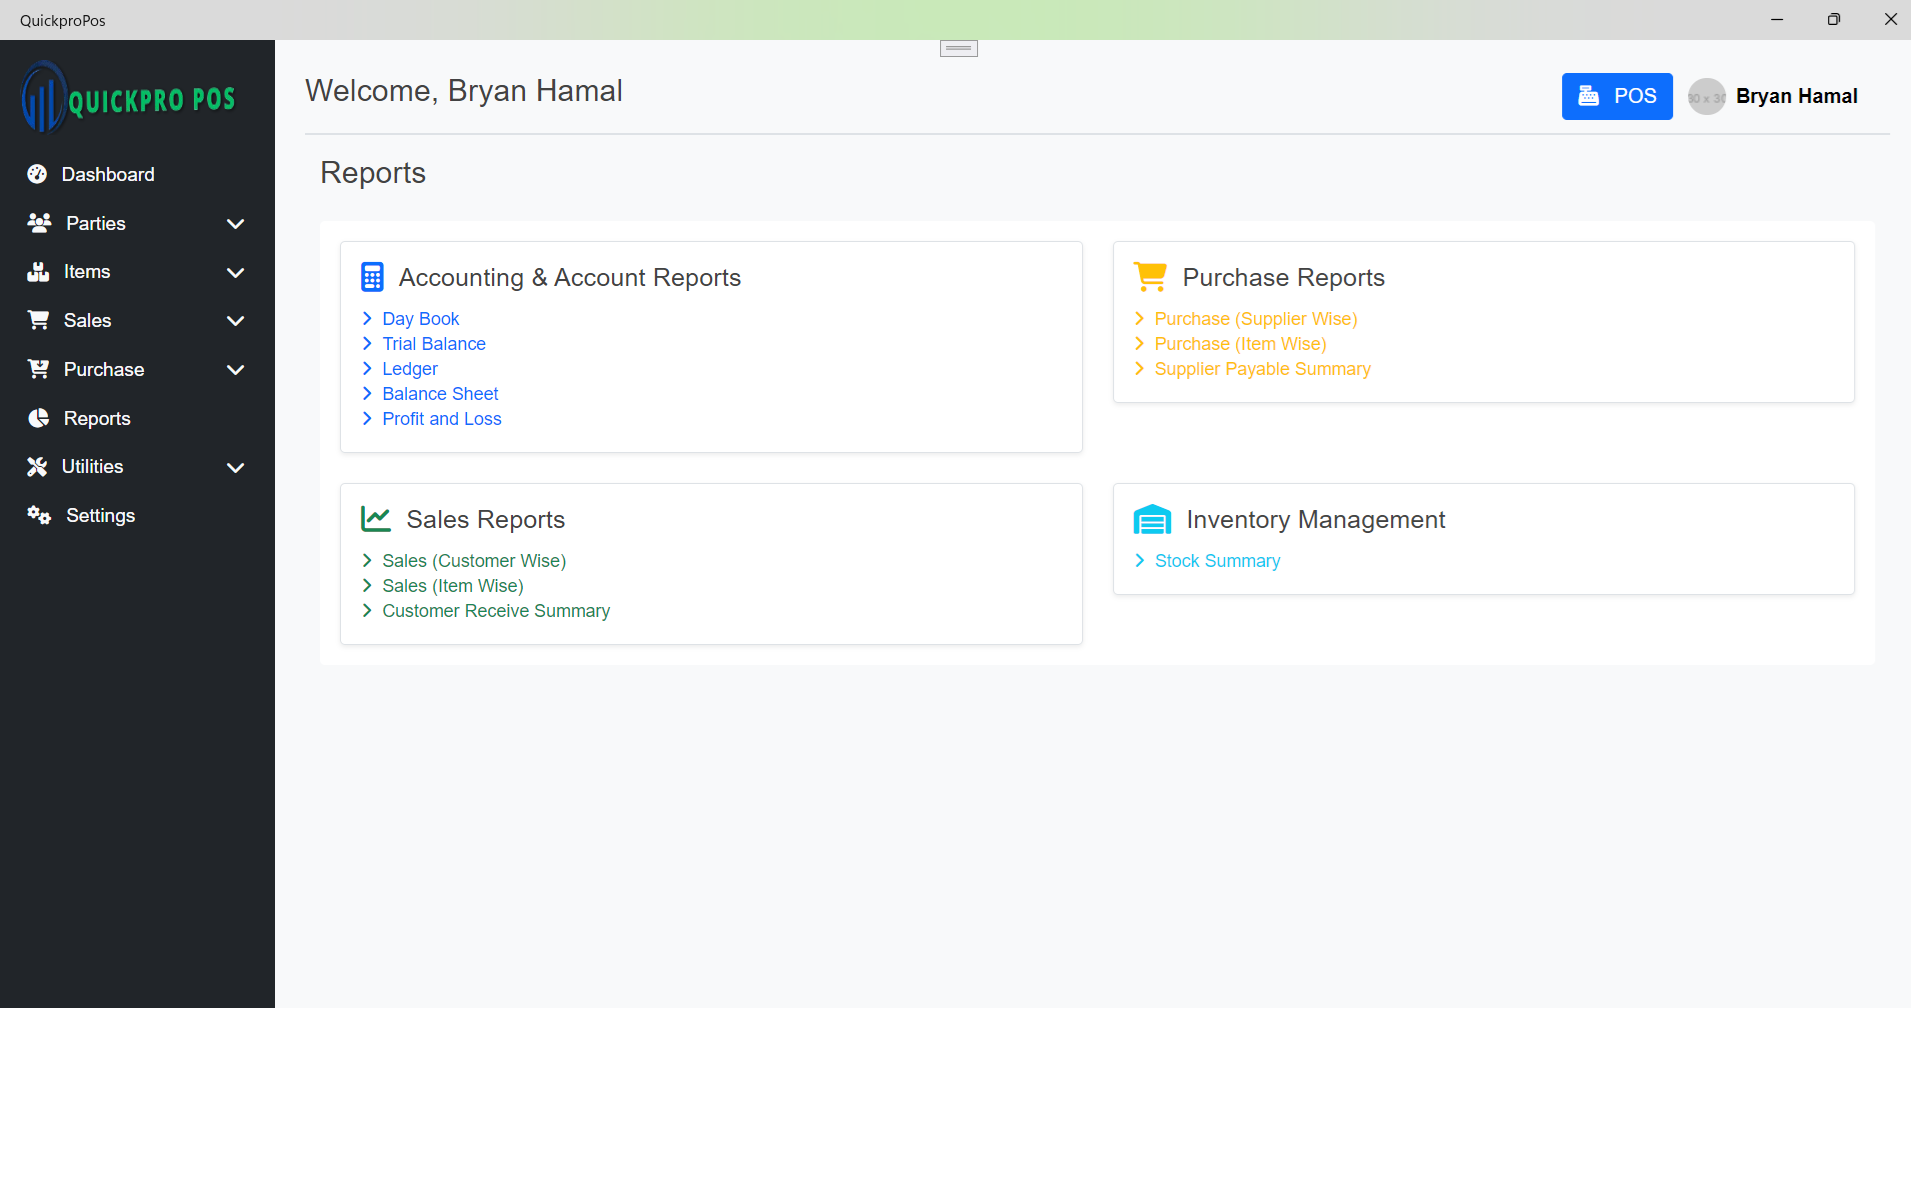 QuickproPos
QUICKPRO POS
Dashboard
Parties
Items
Sales
Purchase
Reports
Utilities
Settings
Welcome, Bryan Hamal
POS
Bryan Hamal
Reports
Accounting & Account Reports
Day Book
Trial Balance
Ledger
Balance Sheet
Profit and Loss
Purchase Reports
Purchase (Supplier Wise)
Purchase (Item Wise)
Supplier Payable Summary
Sales Reports
Sales (Customer Wise)
Sales (Item Wise)
Customer Receive Summary
Inventory Management
Stock Summary